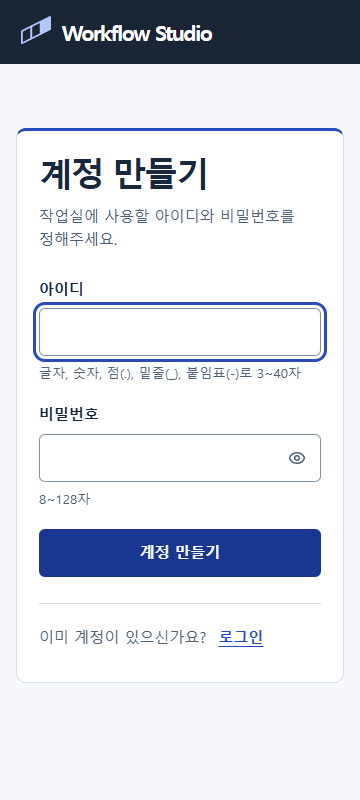 Workflow Studio
계정 만들기
작업실에 사용할 아이디와 비밀번호를
정해주세요.
아이디
글자, 숫자, 점(.), 밑줄(_), 붙임표(-)로 3~40자
비밀번호
8~128자
계정 만들기
이미 계정이 있으신가요? 로그인